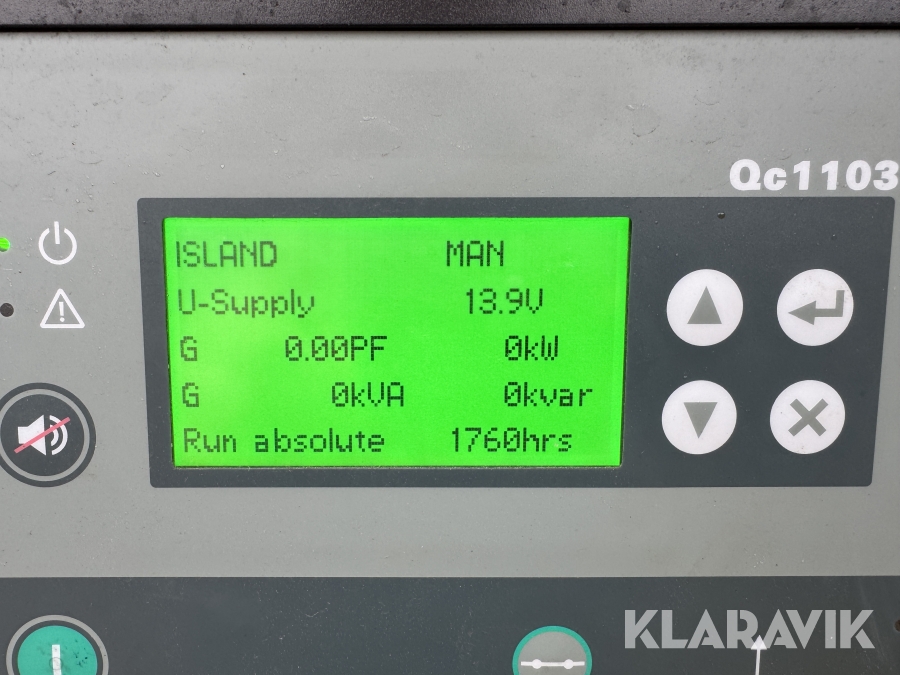 Qc1103
ISLAND MAN
U-Supply 13.9V
G 0.00PF 0kW
G 0kVA 0kvar
Run absolute 1760hrs
KLARAVIK